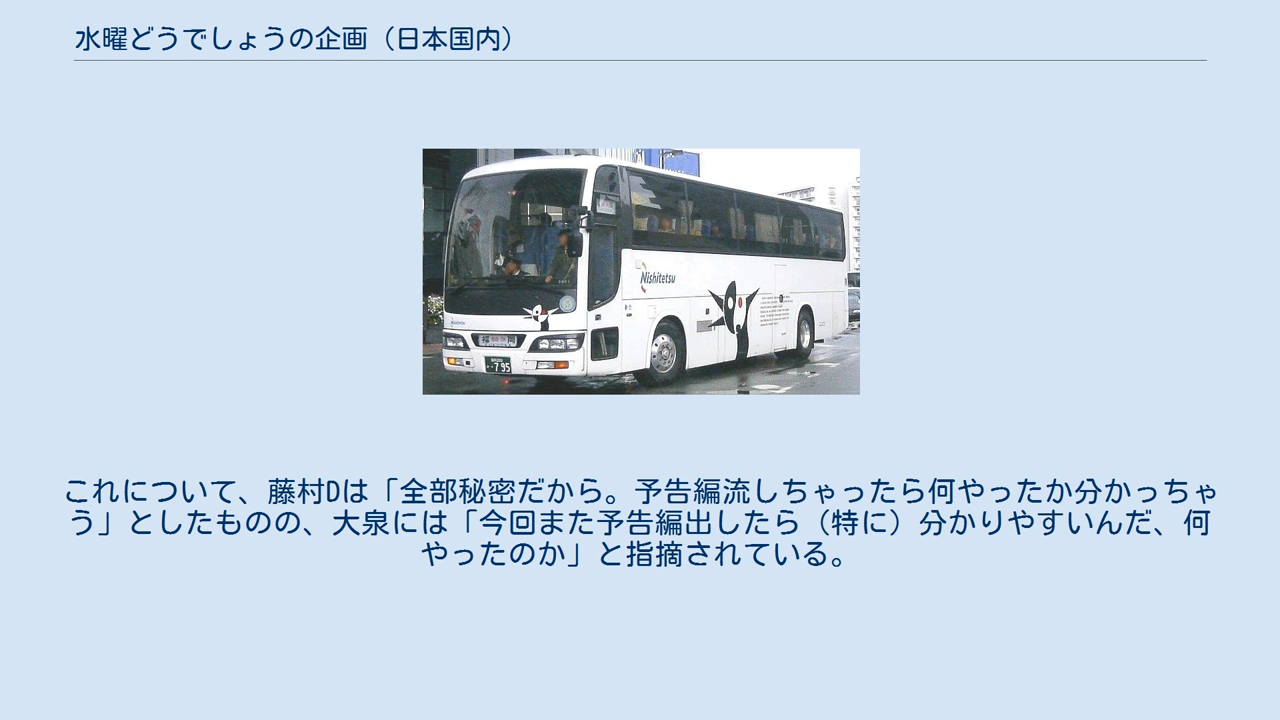 水曜どうでしょうの企画（日本国内）
Nishitetsu
・795
これについて、藤村Dは「全部秘密だから。予告編流しちゃったら何やったか分かっちゃ
う」としたものの、大泉には「今回また予告編出したら（特に）分かりやすいんだ、何
やったのか」と指摘されている。